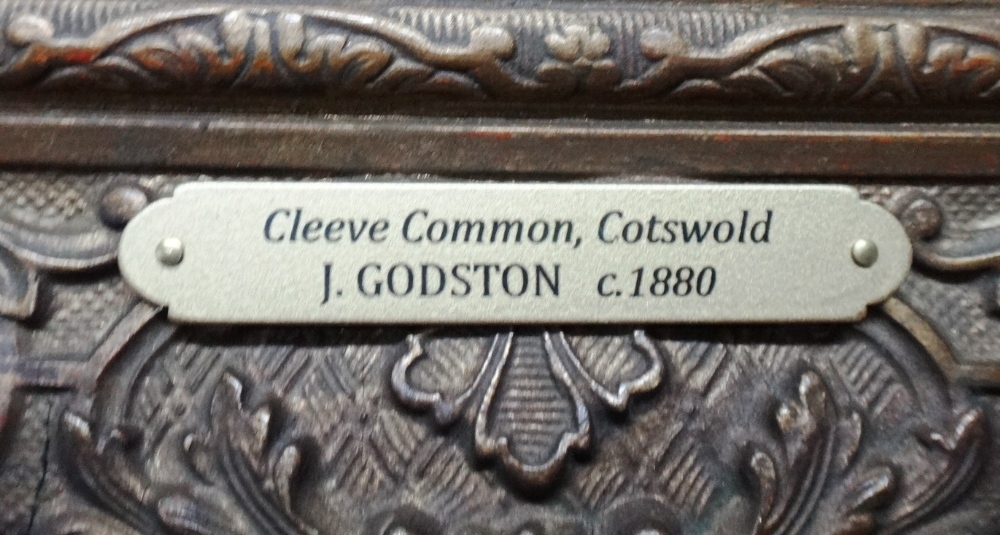 Cleeve Common, Cotswold
J. GODSTON c.1880